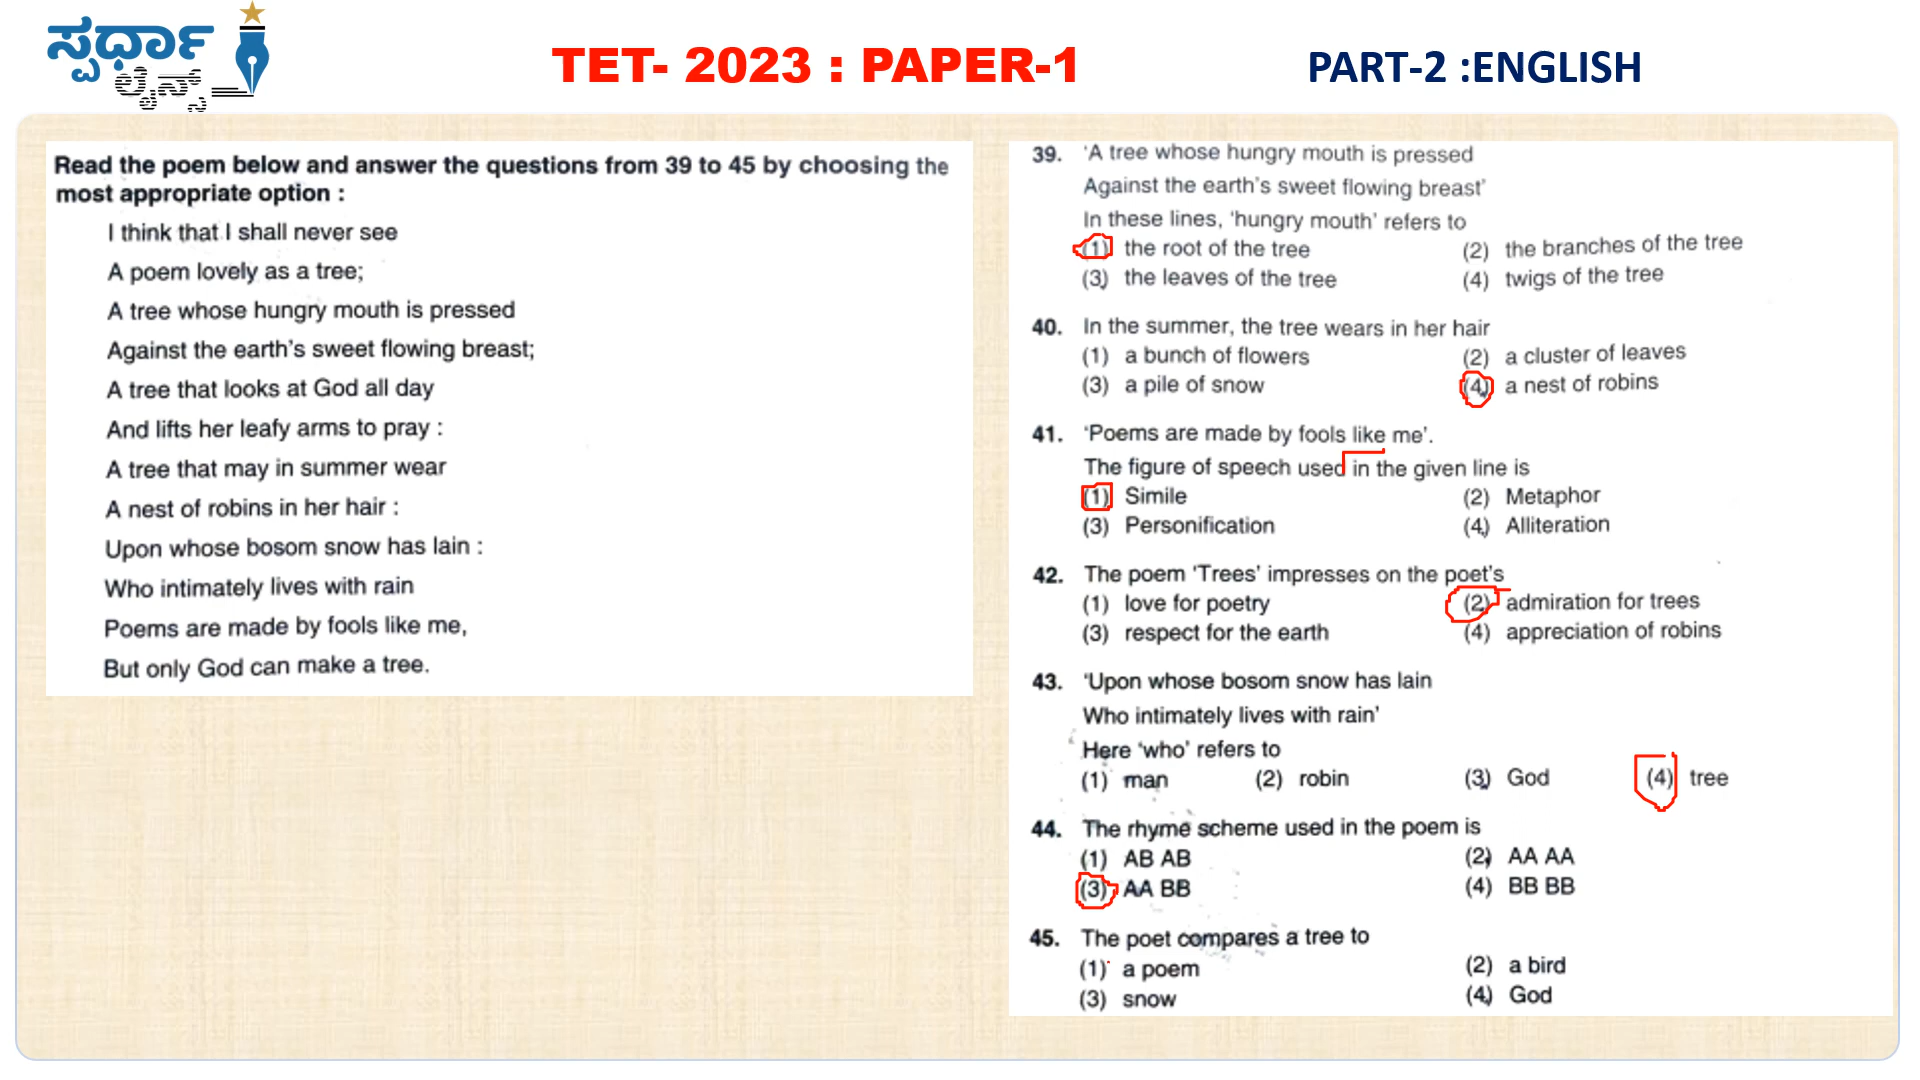 ಸ್ಪರ್ಧಾ
ಲೈನ್ಸ್
TET- 2023 : PAPER-1
PART-2 :ENGLISH
Read the poem below and answer the questions from 39 to 45 by choosing the
most appropriate option :
I think that I shall never see
A poem lovely as a tree;
A tree whose hungry mouth is pressed
Against the earth's sweet flowing breast;
A tree that looks at God all day
And lifts her leafy arms to pray :
A tree that may in summer wear
A nest of robins in her hair :
Upon whose bosom snow has lain :
Who intimately lives with rain
Poems are made by fools like me,
But only God can make a tree.
39. 'A tree whose hungry mouth is pressed
Against the earth's sweet flowing breast'
In these lines, 'hungry mouth' refers to
(1) the root of the tree (2) the branches of the tree
(3) the leaves of the tree (4) twigs of the tree
40. In the summer, the tree wears in her hair
(1) a bunch of flowers (2) a cluster of leaves
(3) a pile of snow (4) a nest of robins
41. 'Poems are made by fools like me'.
The figure of speech used in the given line is
(1) Simile (2) Metaphor
(3) Personification (4) Alliteration
42. The poem 'Trees' impresses on the poet's
(1) love for poetry (2) admiration for trees
(3) respect for the earth (4) appreciation of robins
43. 'Upon whose bosom snow has lain
Who intimately lives with rain'
Here 'who' refers to
(1) man (2) robin (3) God (4) tree
44. The rhyme scheme used in the poem is
(1) AB AB (2) AA AA
(3) AA BB (4) BB BB
45. The poet compares a tree to
(1) a poem (2) a bird
(3) snow (4) God